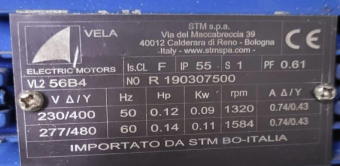 VELA
STM s.p.a.
Via del Maccabreccia 39
40012 Calderara di Reno - Bologna
-Italy - www.stmspa.com-
CE
ELECTRIC MOTORS
Is.CL F IP 55 S 1 PF 0.61
VL2 56B4 NO R 190307500
V Δ/Y Hz Hp Kw rpm A Δ/Y
230/400 50 0.12 0.09 1320 0.74/0.43
277/480 60 0.14 0.11 1584 0.74/0.43
IMPORTATO DA STM BO-ITALIA